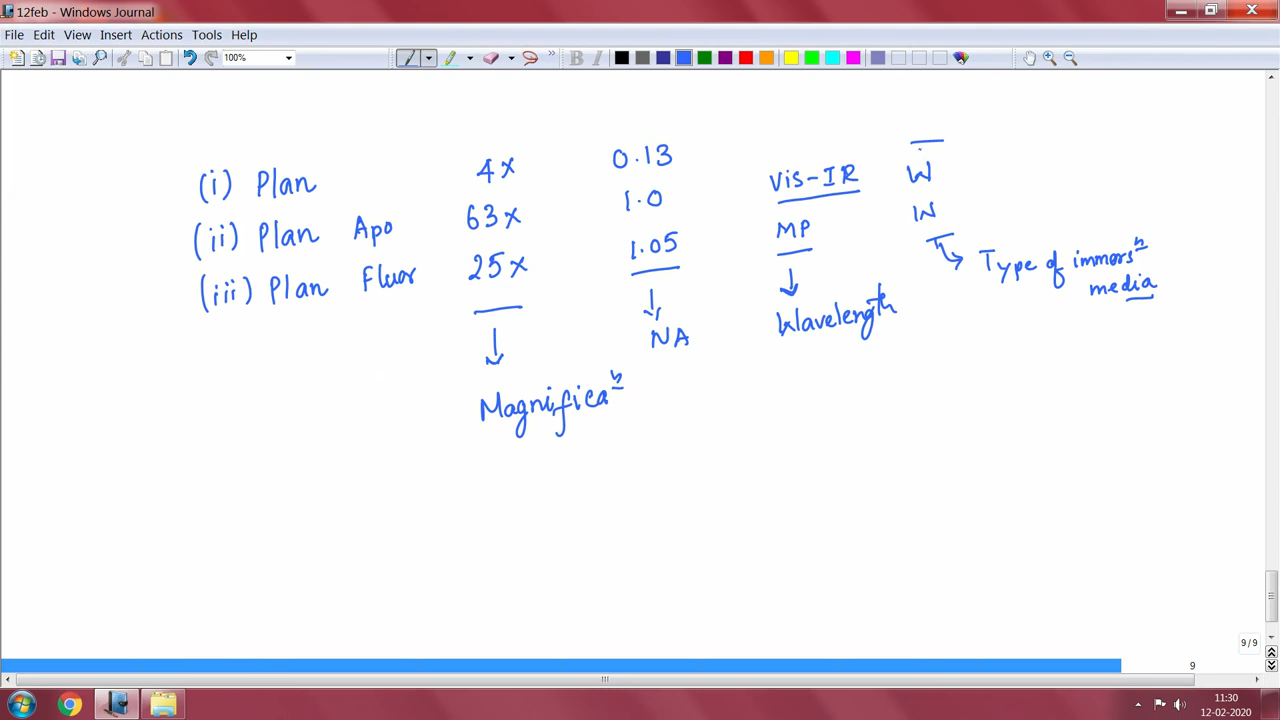 12feb - Windows Journal
File Edit View Insert Actions Tools Help
100%
(i) Plan 4x 0.13
(ii) Plan Apo 63x 1.0 Vis-IR W
(iii) Plan Fluor 25x 1.05 MP W
NA
Wavelength
Type of immersⁿ
media
Magnificaⁿ
9/9
9
11:30
12-02-2020